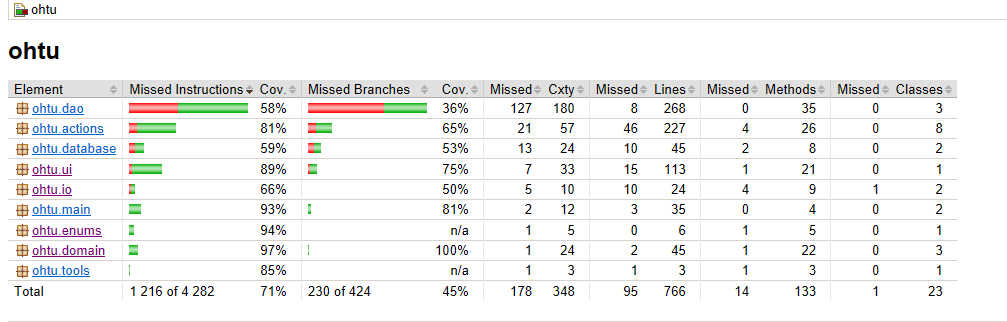 ohtu
ohtu
Element Missed Instructions Cov. Missed Branches Cov. Missed Cxty Missed Lines Missed Methods Missed Classes
ohtu.dao 58% 36% 127 180 8 268 0 35 0 3
ohtu.actions 81% 65% 21 57 46 227 4 26 0 8
ohtu.database 59% 53% 13 24 10 45 2 8 0 2
ohtu.ui 89% 75% 7 33 15 113 1 21 0 1
ohtu.io 66% 50% 5 10 10 24 4 9 1 2
ohtu.main 93% 81% 2 12 3 35 0 4 0 2
ohtu.enums 94% n/a 1 5 0 6 1 5 0 1
ohtu.domain 97% 100% 1 24 2 45 1 22 0 3
ohtu.tools 85% n/a 1 3 1 3 1 3 0 1
Total 1 216 of 4 282 71% 230 of 424 45% 178 348 95 766 14 133 1 23